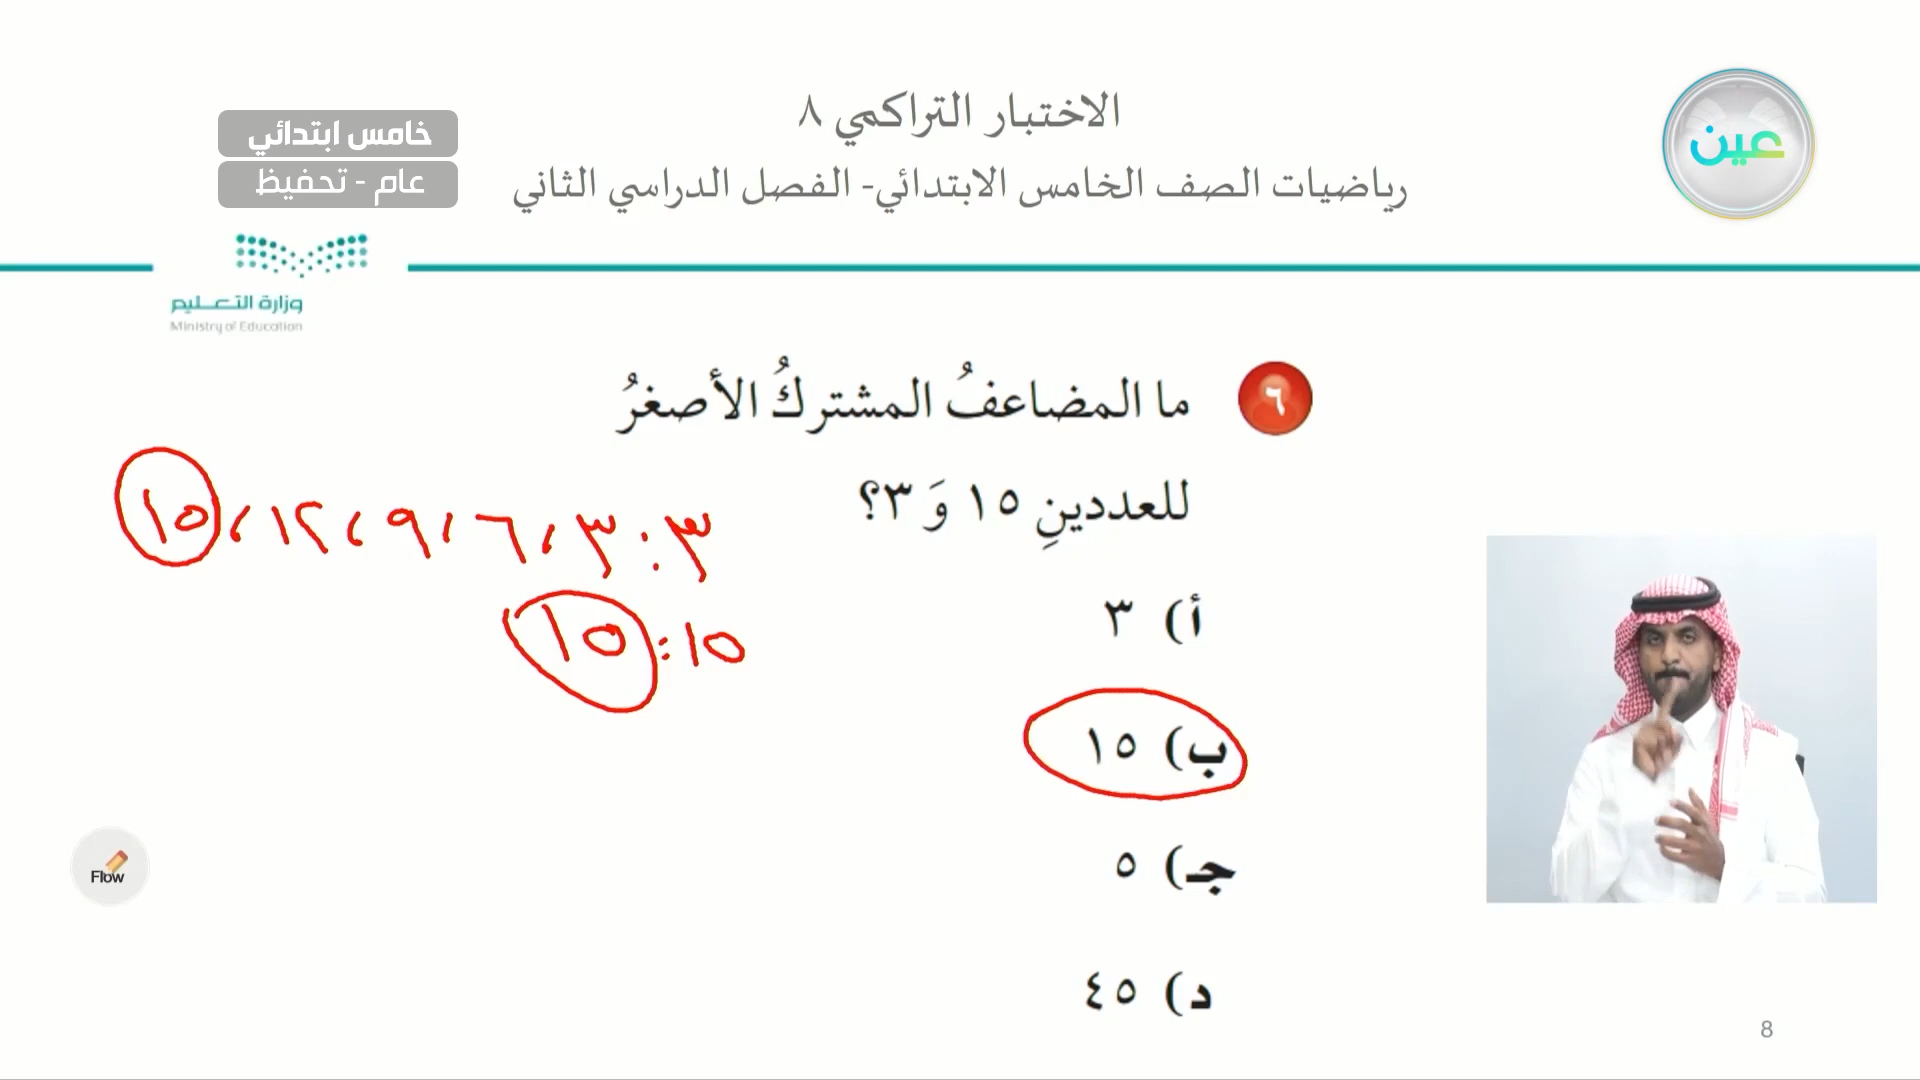 الاختبار التراكمي ٨
رياضيات الصف الخامس الابتدائي- الفصل الدراسي الثاني
عين
خامس ابتدائي
عام - تحفيظ
وزارة التعليم
Ministry of Education
٦
ما المضاعفُ المشتركُ الأصغرُ
للعددينِ ١٥ وَ ٣؟
أ) ٣
ب) ١٥
جـ) ٥
د) ٤٥
٣ : ٣ ، ٦ ، ٩ ، ١٢ ، ١٥
١٥ : ١٥
Flow
8